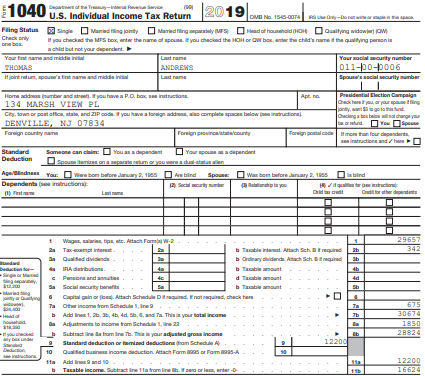 Form 1040 Department of the Treasury—Internal Revenue Service (99) U.S. Individual Income Tax Return 2019 OMB No. 1545-0074 IRS Use Only—Do not write or staple in this space.
Filing Status Single Married filing jointly Married filing separately (MFS) Head of household (HOH) Qualifying widow(er) (QW)
Check only one box. If you checked the MFS box, enter the name of spouse. If you checked the HOH or QW box, enter the child's name if the qualifying person is
a child but not your dependent.
Your first name and middle initial Last name Your social security number
THOMAS ANDREWS 011-00-0006
If joint return, spouse's first name and middle initial Last name Spouse's social security number
Home address (number and street). If you have a P.O. box, see instructions. Apt. no. Presidential Election Campaign
134 MARSH VIEW PL Check here if you, or your spouse if filing jointly, want $3 to go to this fund.
City, town or post office, state, and ZIP code. If you have a foreign address, also complete spaces below (see instructions). Checking a box below will not change your tax or refund. You Spouse
DENVILLE, NJ 07834
Foreign country name Foreign province/state/county Foreign postal code If more than four dependents, see instructions and ✓ here
Standard Deduction Someone can claim: You as a dependent Your spouse as a dependent
Spouse itemizes on a separate return or you were a dual-status alien
Age/Blindness You: Were born before January 2, 1955 Are blind Spouse: Was born before January 2, 1955 Is blind
Dependents (see instructions): (2) Social security number (3) Relationship to you (4) ✓ if qualifies for (see instructions):
(1) First name Last name Child tax credit Credit for other dependents
1 Wages, salaries, tips, etc. Attach Form(s) W-2 1 29657
2a Tax-exempt interest 2a b Taxable interest. Attach Sch. B if required 2b 342
3a Qualified dividends 3a b Ordinary dividends. Attach Sch. B if required 3b
4a IRA distributions 4a b Taxable amount 4b
c Pensions and annuities 4c d Taxable amount 4d
5a Social security benefits 5a b Taxable amount 5b
6 Capital gain or (loss). Attach Schedule D if required. If not required, check here 6
7a Other income from Schedule 1, line 9 7a 675
b Add lines 1, 2b, 3b, 4b, 4d, 5b, 6, and 7a. This is your total income 7b 30674
8a Adjustments to income from Schedule 1, line 22 8a 1850
b Subtract line 8a from line 7b. This is your adjusted gross income 8b 28824
9 Standard deduction or itemized deductions (from Schedule A) 9 12200
10 Qualified business income deduction. Attach Form 8995 or Form 8995-A 10
11a Add lines 9 and 10 11a 12200
b Taxable income. Subtract line 11a from line 8b. If zero or less, enter -0- 11b 16624
Standard Deduction for—
• Single or Married filing separately, $12,200
• Married filing jointly or Qualifying widow(er), $24,400
• Head of household, $18,350
• If you checked any box under Standard Deduction, see instructions.